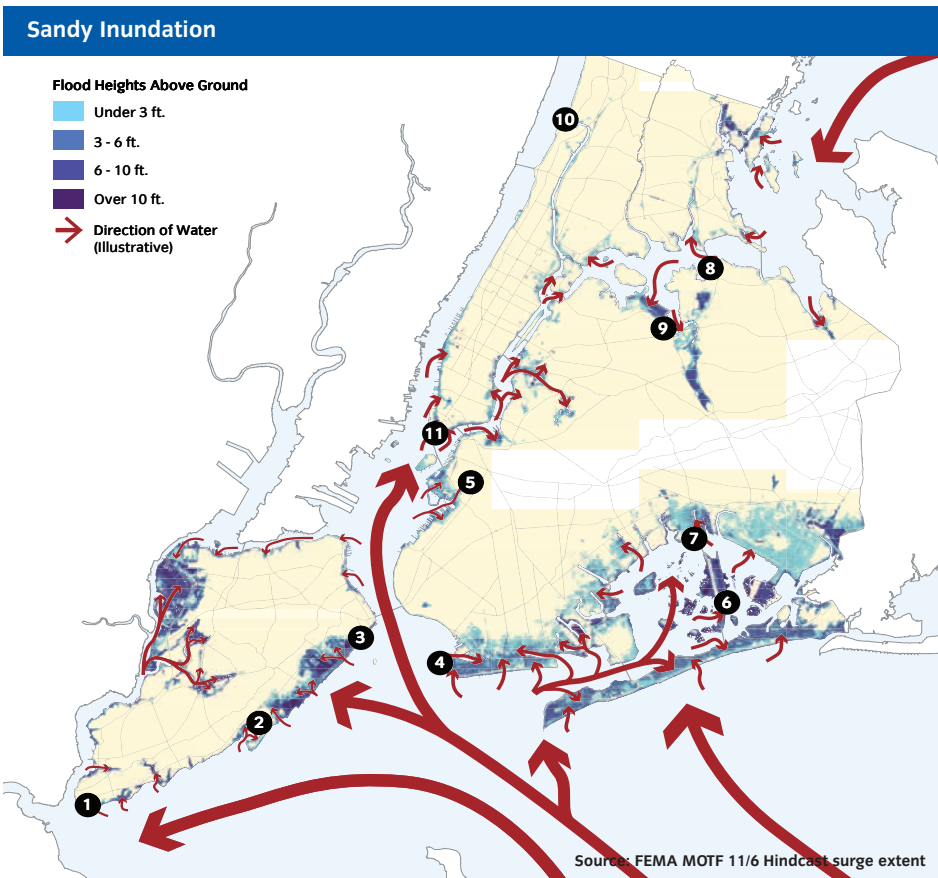 Sandy Inundation
Flood Heights Above Ground
Under 3 ft.
3 - 6 ft.
6 - 10 ft.
Over 10 ft.
Direction of Water
(Illustrative)
10
8
9
11
5
7
6
3
4
2
1
Source: FEMA MOTF 11/6 Hindcast surge extent